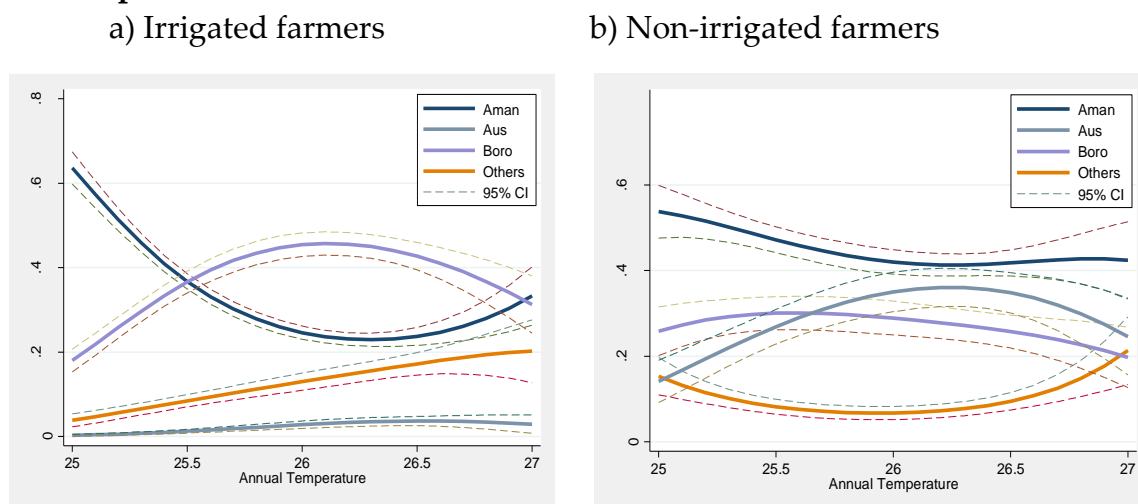 a) Irrigated farmers
b) Non-irrigated farmers
.8
.6
.4
.2
0
Aman
Aus
Boro
Others
95% CI
25
25.5
26
26.5
27
Annual Temperature
.6
.4
.2
0
Aman
Aus
Boro
Others
95% CI
25
25.5
26
26.5
27
Annual Temperature